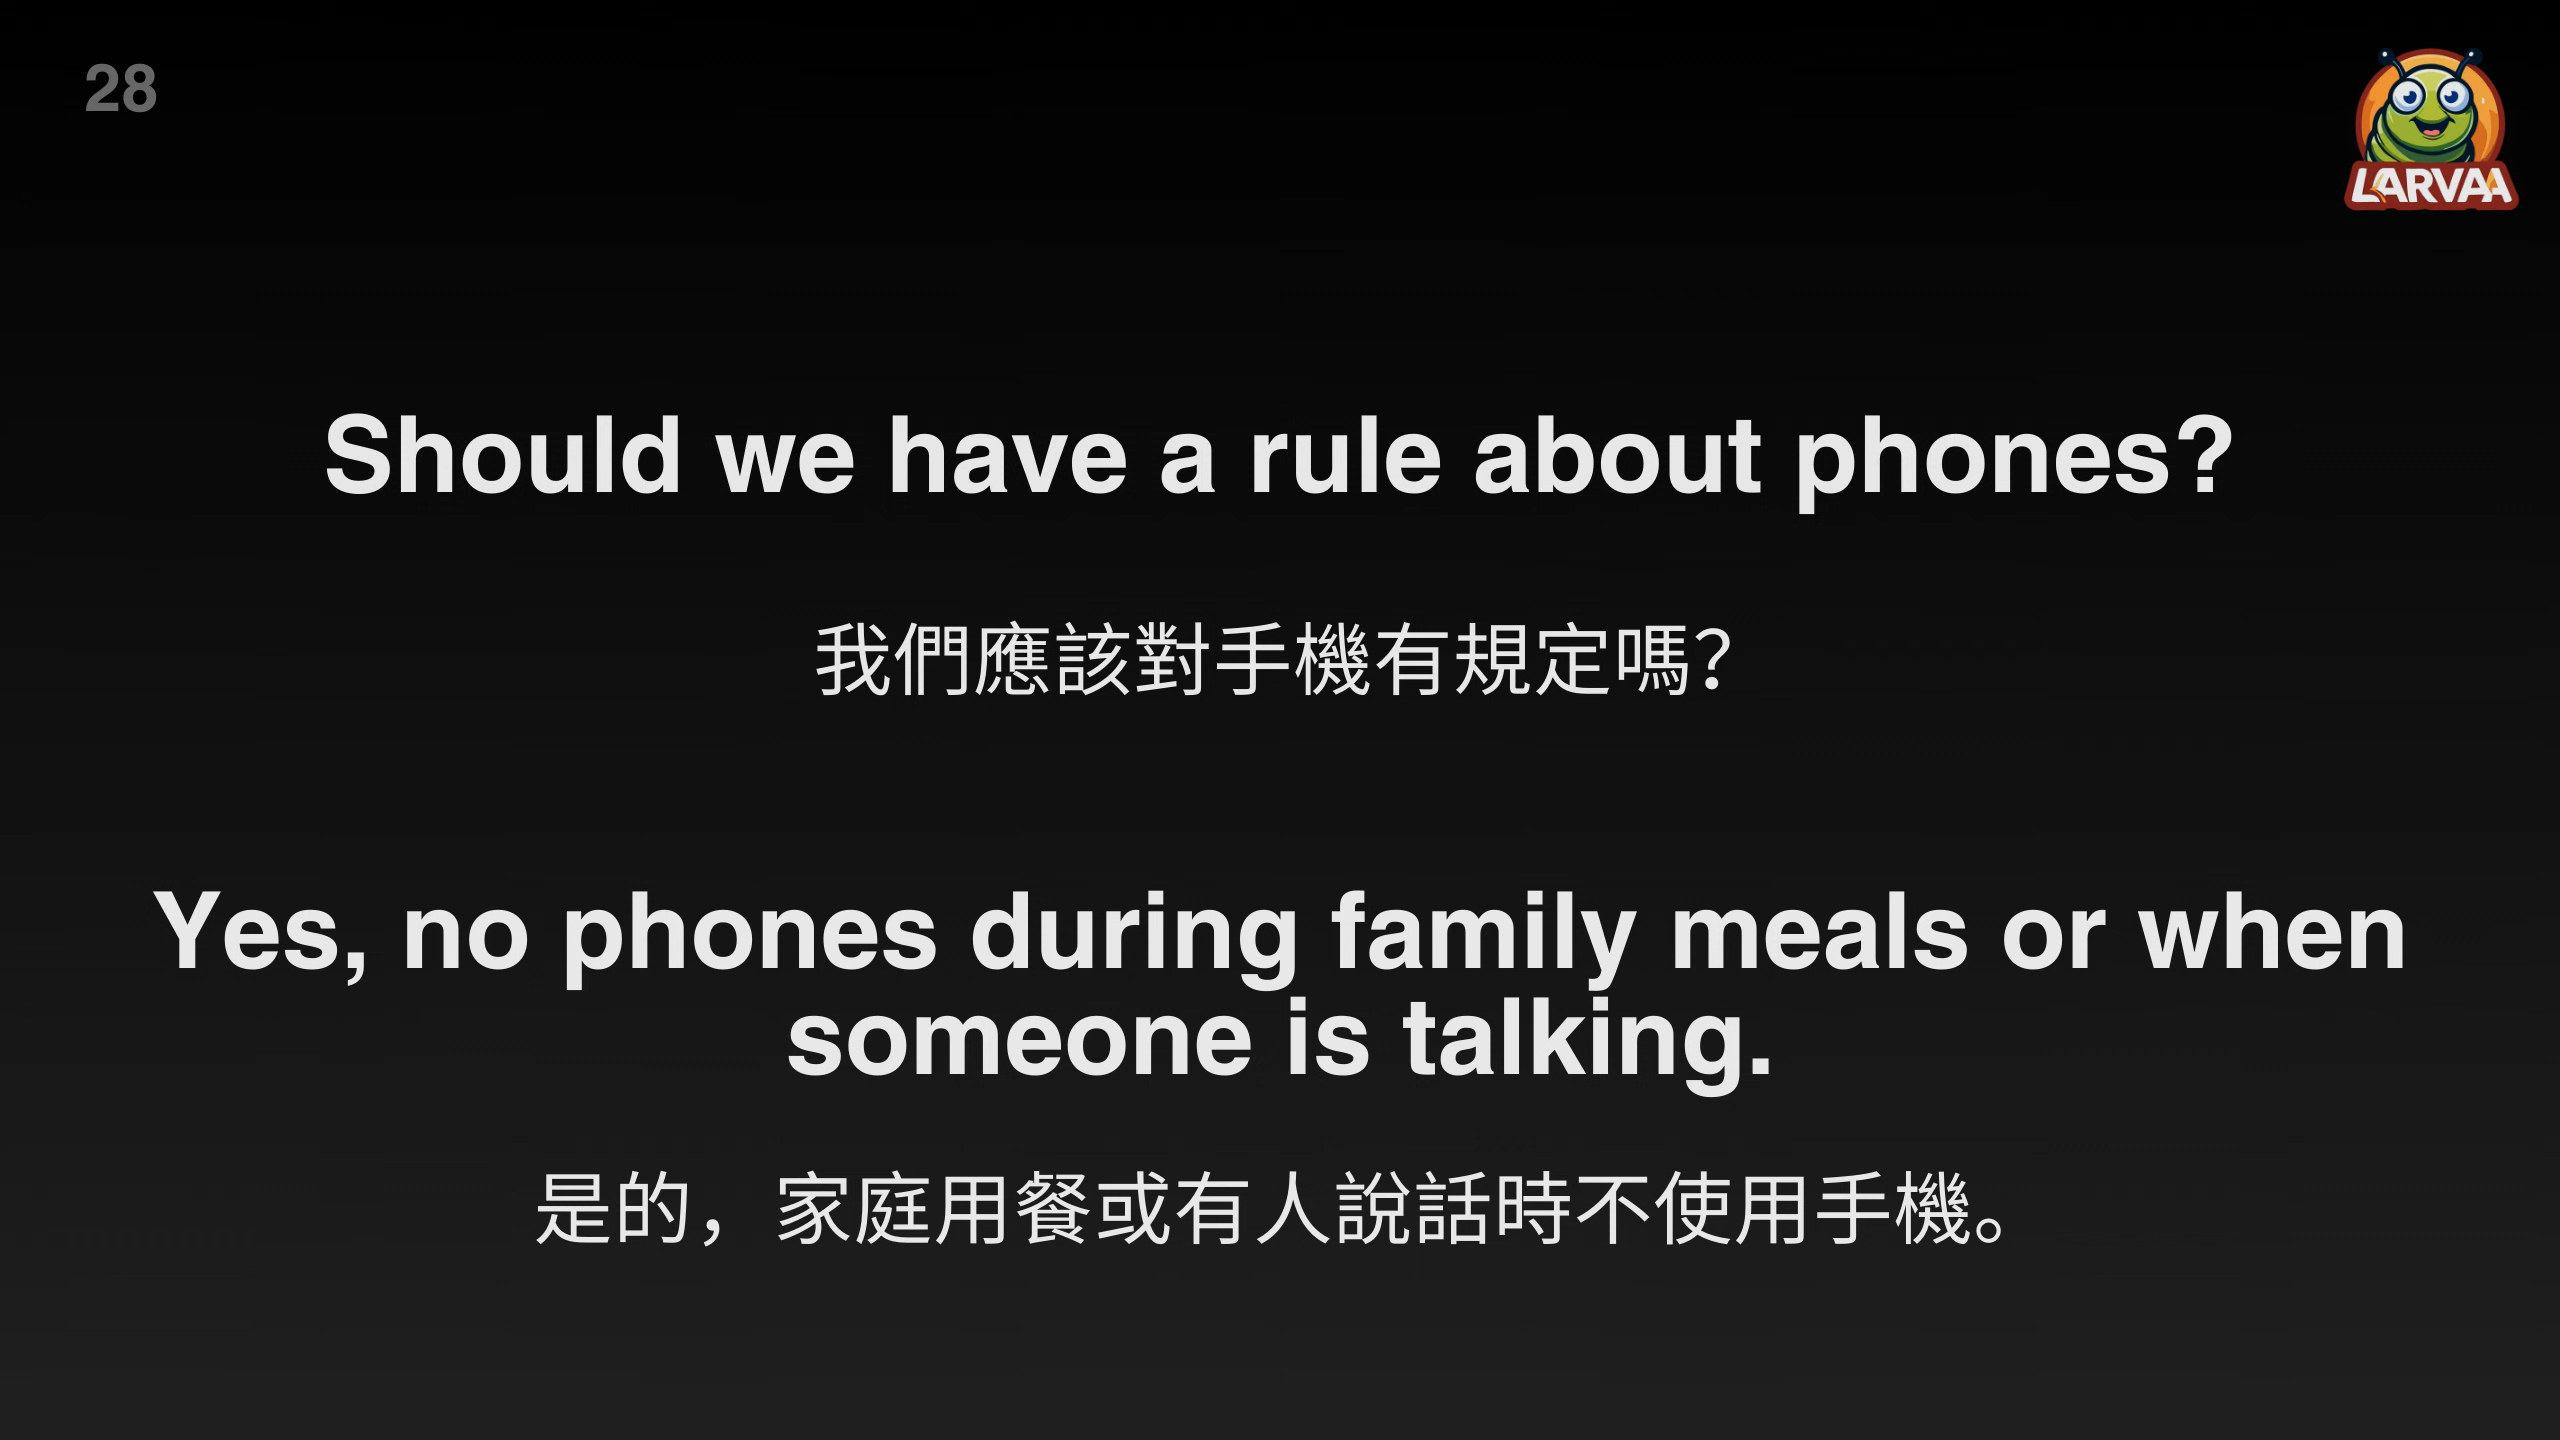 28
LARVAA
Should we have a rule about phones?
我們應該對手機有規定嗎？
Yes, no phones during family meals or when
someone is talking.
是的，家庭用餐或有人說話時不使用手機。